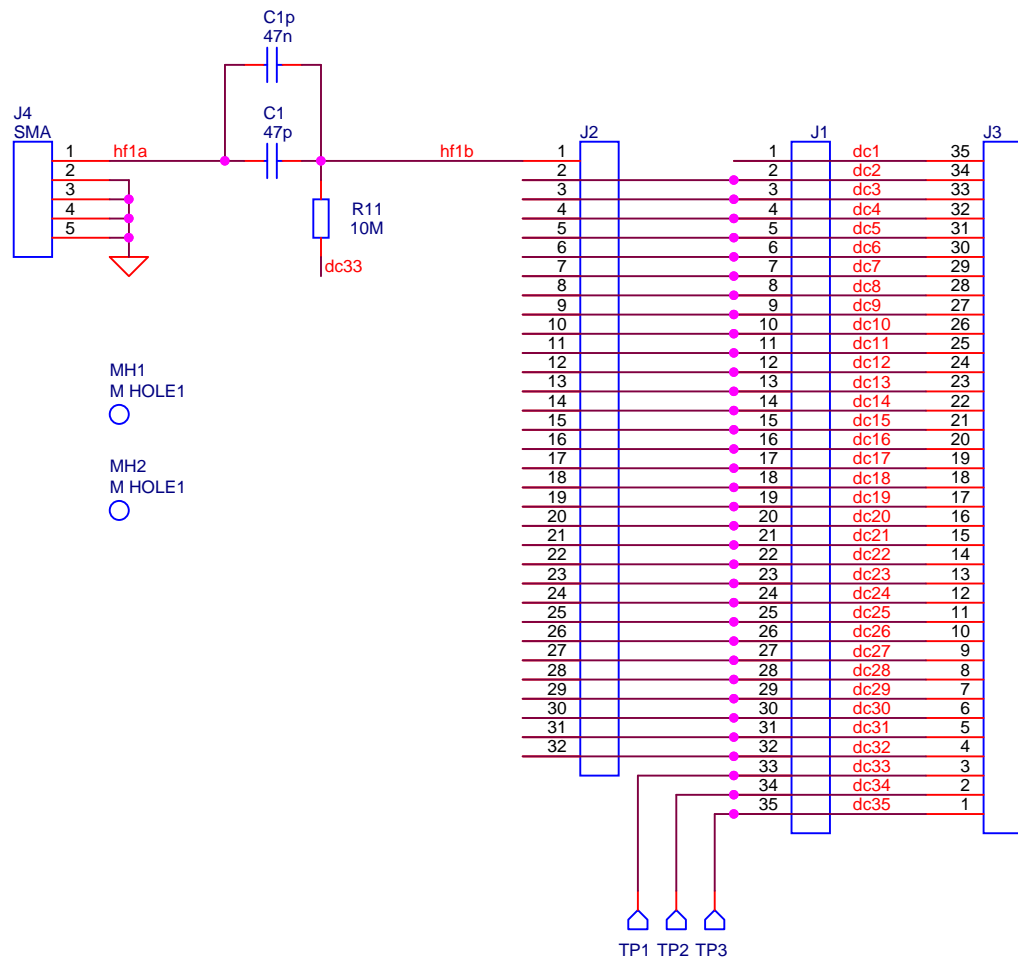 C1p
47n
C1
47p
J4
SMA
J2
J1
J3
1 hf1a hf1b 1 1 dc1 35
2 2 2 dc2 34
3 3 3 dc3 33
4 4 4 dc4 32
5 5 5 dc5 31
R11
10M
6 6 dc6 30
dc33
7 7 dc7 29
8 8 dc8 28
9 9 dc9 27
10 10 dc10 26
11 11 dc11 25
MH1
M HOLE1
12 12 dc12 24
13 13 dc13 23
14 14 dc14 22
15 15 dc15 21
16 16 dc16 20
MH2
M HOLE1
17 17 dc17 19
18 18 dc18 18
19 19 dc19 17
20 20 dc20 16
21 21 dc21 15
22 22 dc22 14
23 23 dc23 13
24 24 dc24 12
25 25 dc25 11
26 26 dc26 10
27 27 dc27 9
28 28 dc28 8
29 29 dc29 7
30 30 dc30 6
31 31 dc31 5
32 32 dc32 4
33 dc33 3
34 dc34 2
35 dc35 1
TP1 TP2 TP3